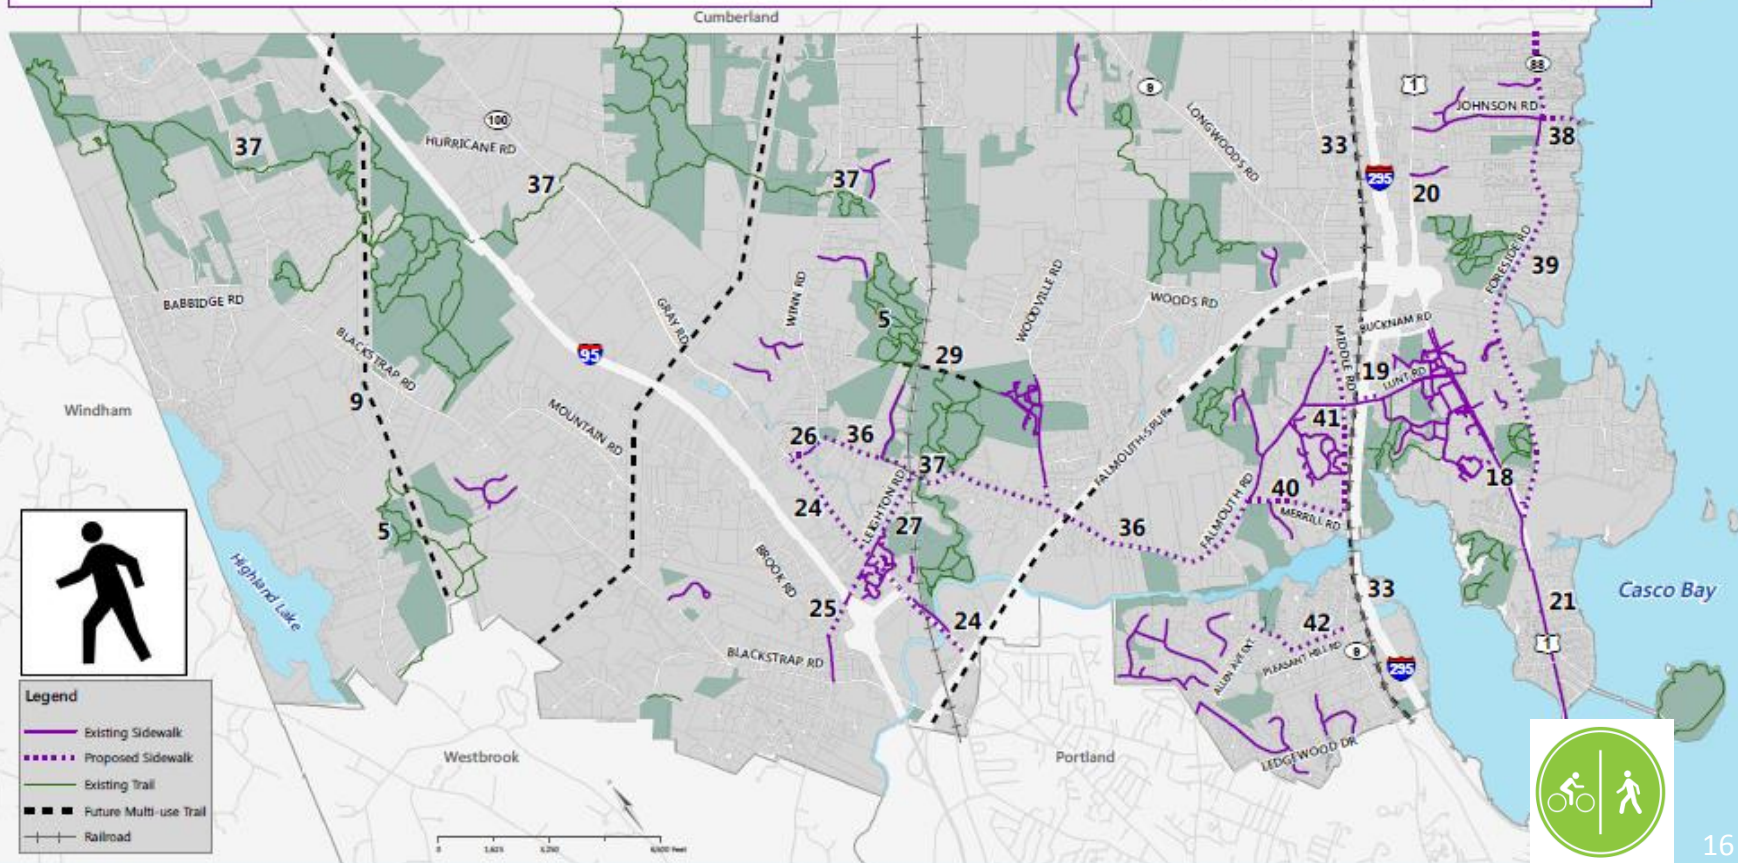 Cumberland
88
1
9
JOHNSON RD
LONGWOODS RD
100
38
33
37
HURRICANE RD
295
37
37
20
FORESIDE RD
39
WOODS RD
BABBIDGE RD
WINN RD
WOODVILLE RD
GRAY RD
5
BUCKNAM RD
BLACKSTRAP RD
95
29
MIDDLE RD
19
LUNT RD
9
Windham
MOUNTAIN RD
41
FALMOUTH-SPUR
26
36
37
18
LEIGHTON RD
FALMOUTH RD
40
24
MERRILL RD
27
36
5
BROOK RD
Highland Lake
33
Casco Bay
25
21
24
42
1
BLACKSTRAP RD
ALLEN AVE EXT
PLEASANT HILL RD
9
295
Legend
Existing Sidewalk
Proposed Sidewalk
Existing Trail
Future Multi-use Trail
Railroad
Westbrook
Portland
LEDGEWOOD DR
0
16